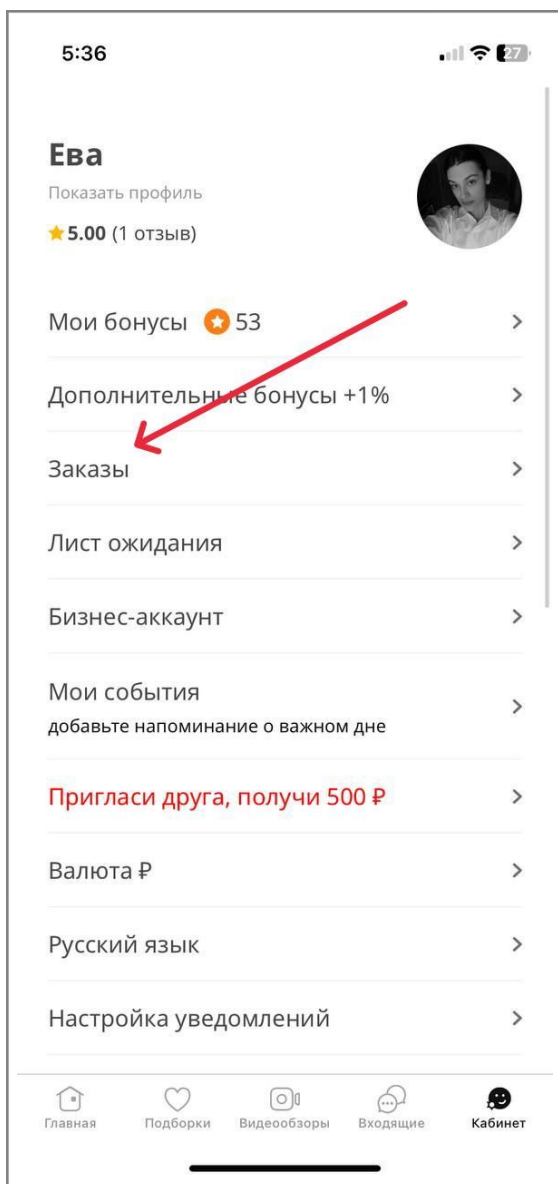 5:36
27
Ева
Показать профиль
5.00 (1 отзыв)
Мои бонусы 53
Дополнительные бонусы +1%
Заказы
Лист ожидания
Бизнес-аккаунт
Мои события
добавьте напоминание о важном дне
Пригласи друга, получи 500 ₽
Валюта ₽
Русский язык
Настройка уведомлений
Главная Подборки Видеообзоры Входящие Кабинет